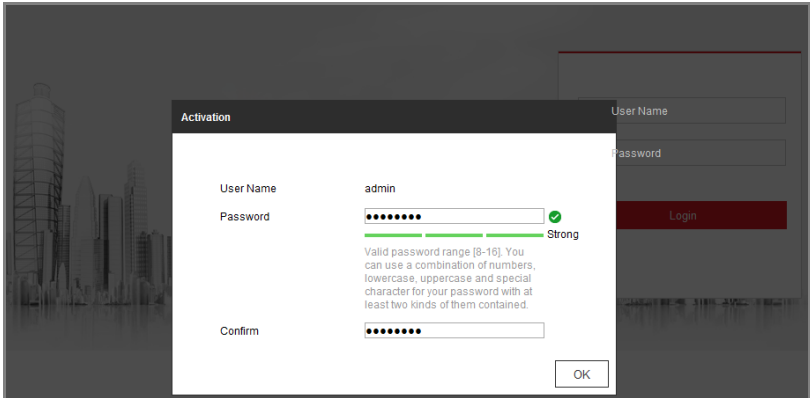 Activation
User Name
Password
Login
User Name admin
Password ●●●●●●●●
Strong
Valid password range [8-16]. You
can use a combination of numbers,
lowercase, uppercase and special
character for your password with at
least two kinds of them contained.
Confirm ●●●●●●●●
OK